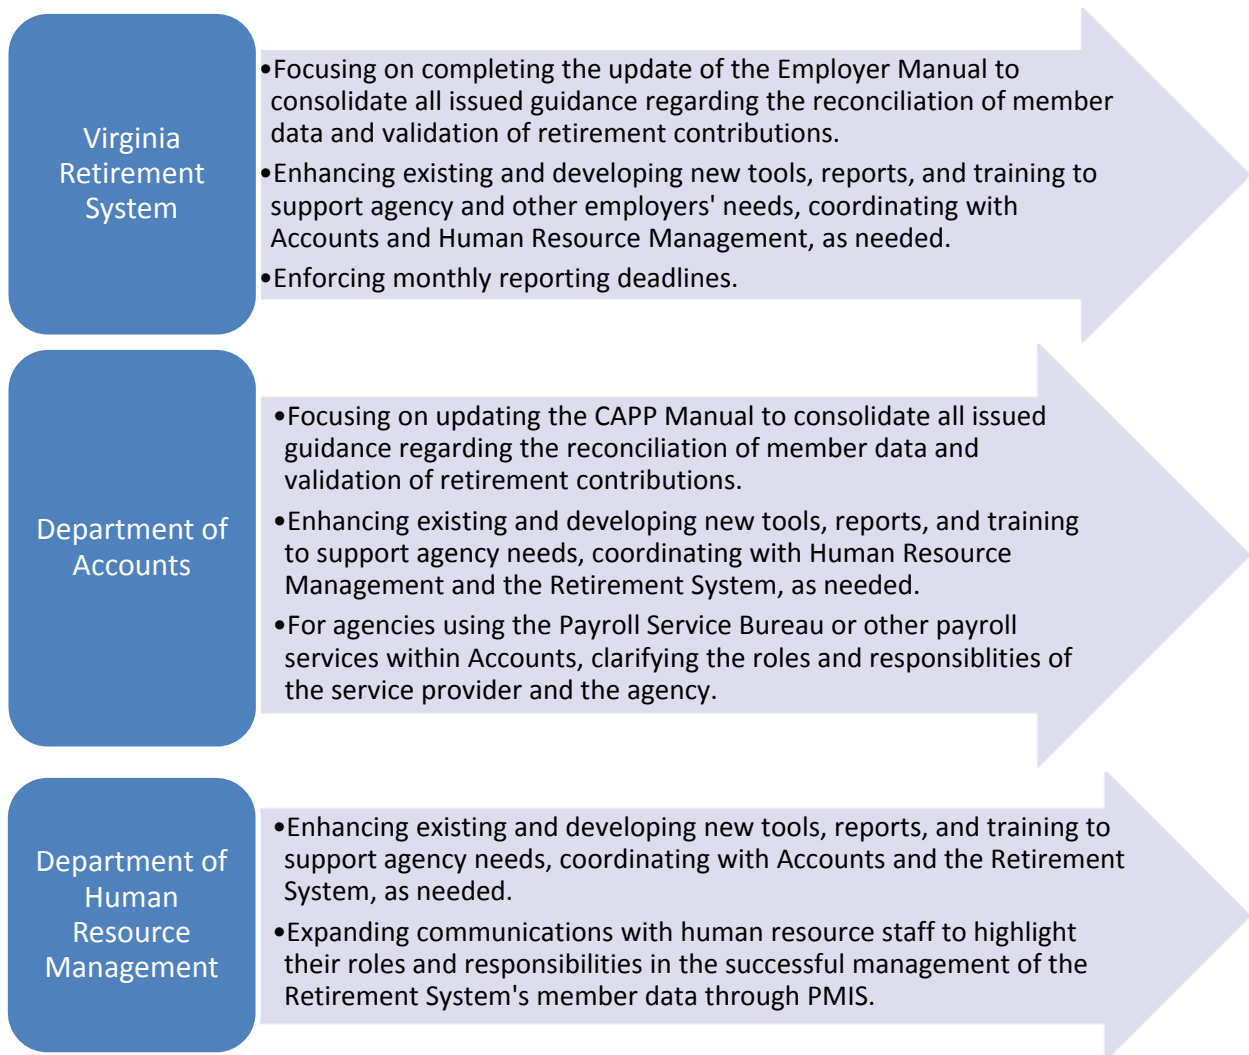 Virginia
Retirement
System
•Focusing on completing the update of the Employer Manual to
consolidate all issued guidance regarding the reconciliation of member
data and validation of retirement contributions.
•Enhancing existing and developing new tools, reports, and training to
support agency and other employers' needs, coordinating with
Accounts and Human Resource Management, as needed.
•Enforcing monthly reporting deadlines.
Department of
Accounts
•Focusing on updating the CAPP Manual to consolidate all issued
guidance regarding the reconciliation of member data and
validation of retirement contributions.
•Enhancing existing and developing new tools, reports, and training
to support agency needs, coordinating with Human Resource
Management and the Retirement System, as needed.
•For agencies using the Payroll Service Bureau or other payroll
services within Accounts, clarifying the roles and responsiblities of
the service provider and the agency.
Department of
Human
Resource
Management
•Enhancing existing and developing new tools, reports, and training to
support agency needs, coordinating with Accounts and the Retirement
System, as needed.
•Expanding communications with human resource staff to highlight
their roles and responsibilities in the successful management of the
Retirement System's member data through PMIS.